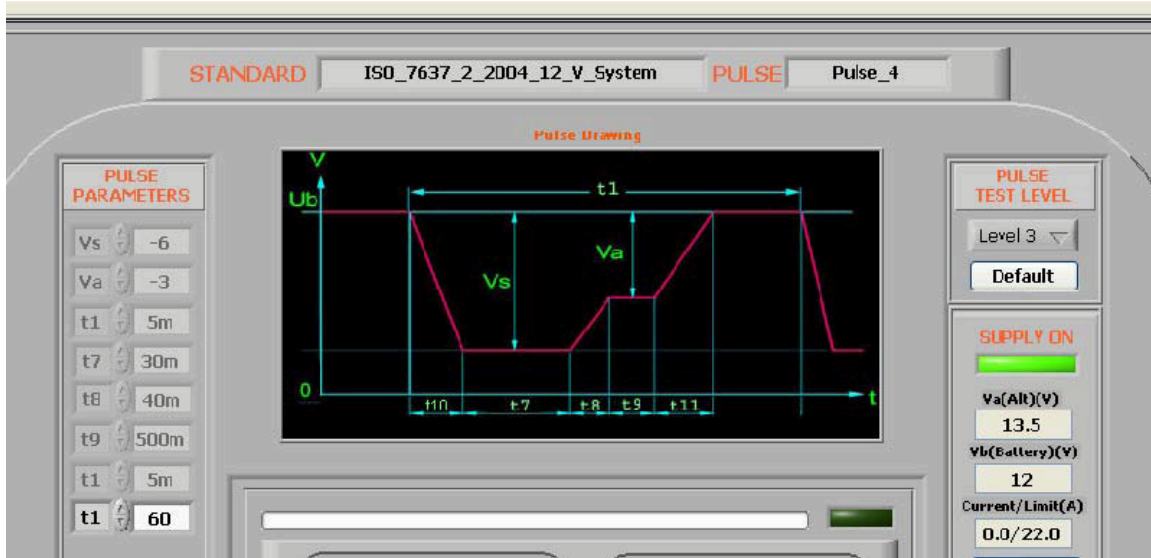 STANDARD ISO_7637_2_2004_12_V_System PULSE Pulse_4
Pulse Drawing
PULSE
PARAMETERS
Vs -6
Va -3
t1 5m
t7 30m
t8 40m
t9 500m
t1 5m
t1 60
V
Ub
t1
Va
Vs
0
t10 t7 t8 t9 t11
t
PULSE
TEST LEVEL
Level 3
Default
SUPPLY ON
Va(Alt)(V)
13.5
Vb(Battery)(V)
12
Current/Limit(A)
0.0/22.0